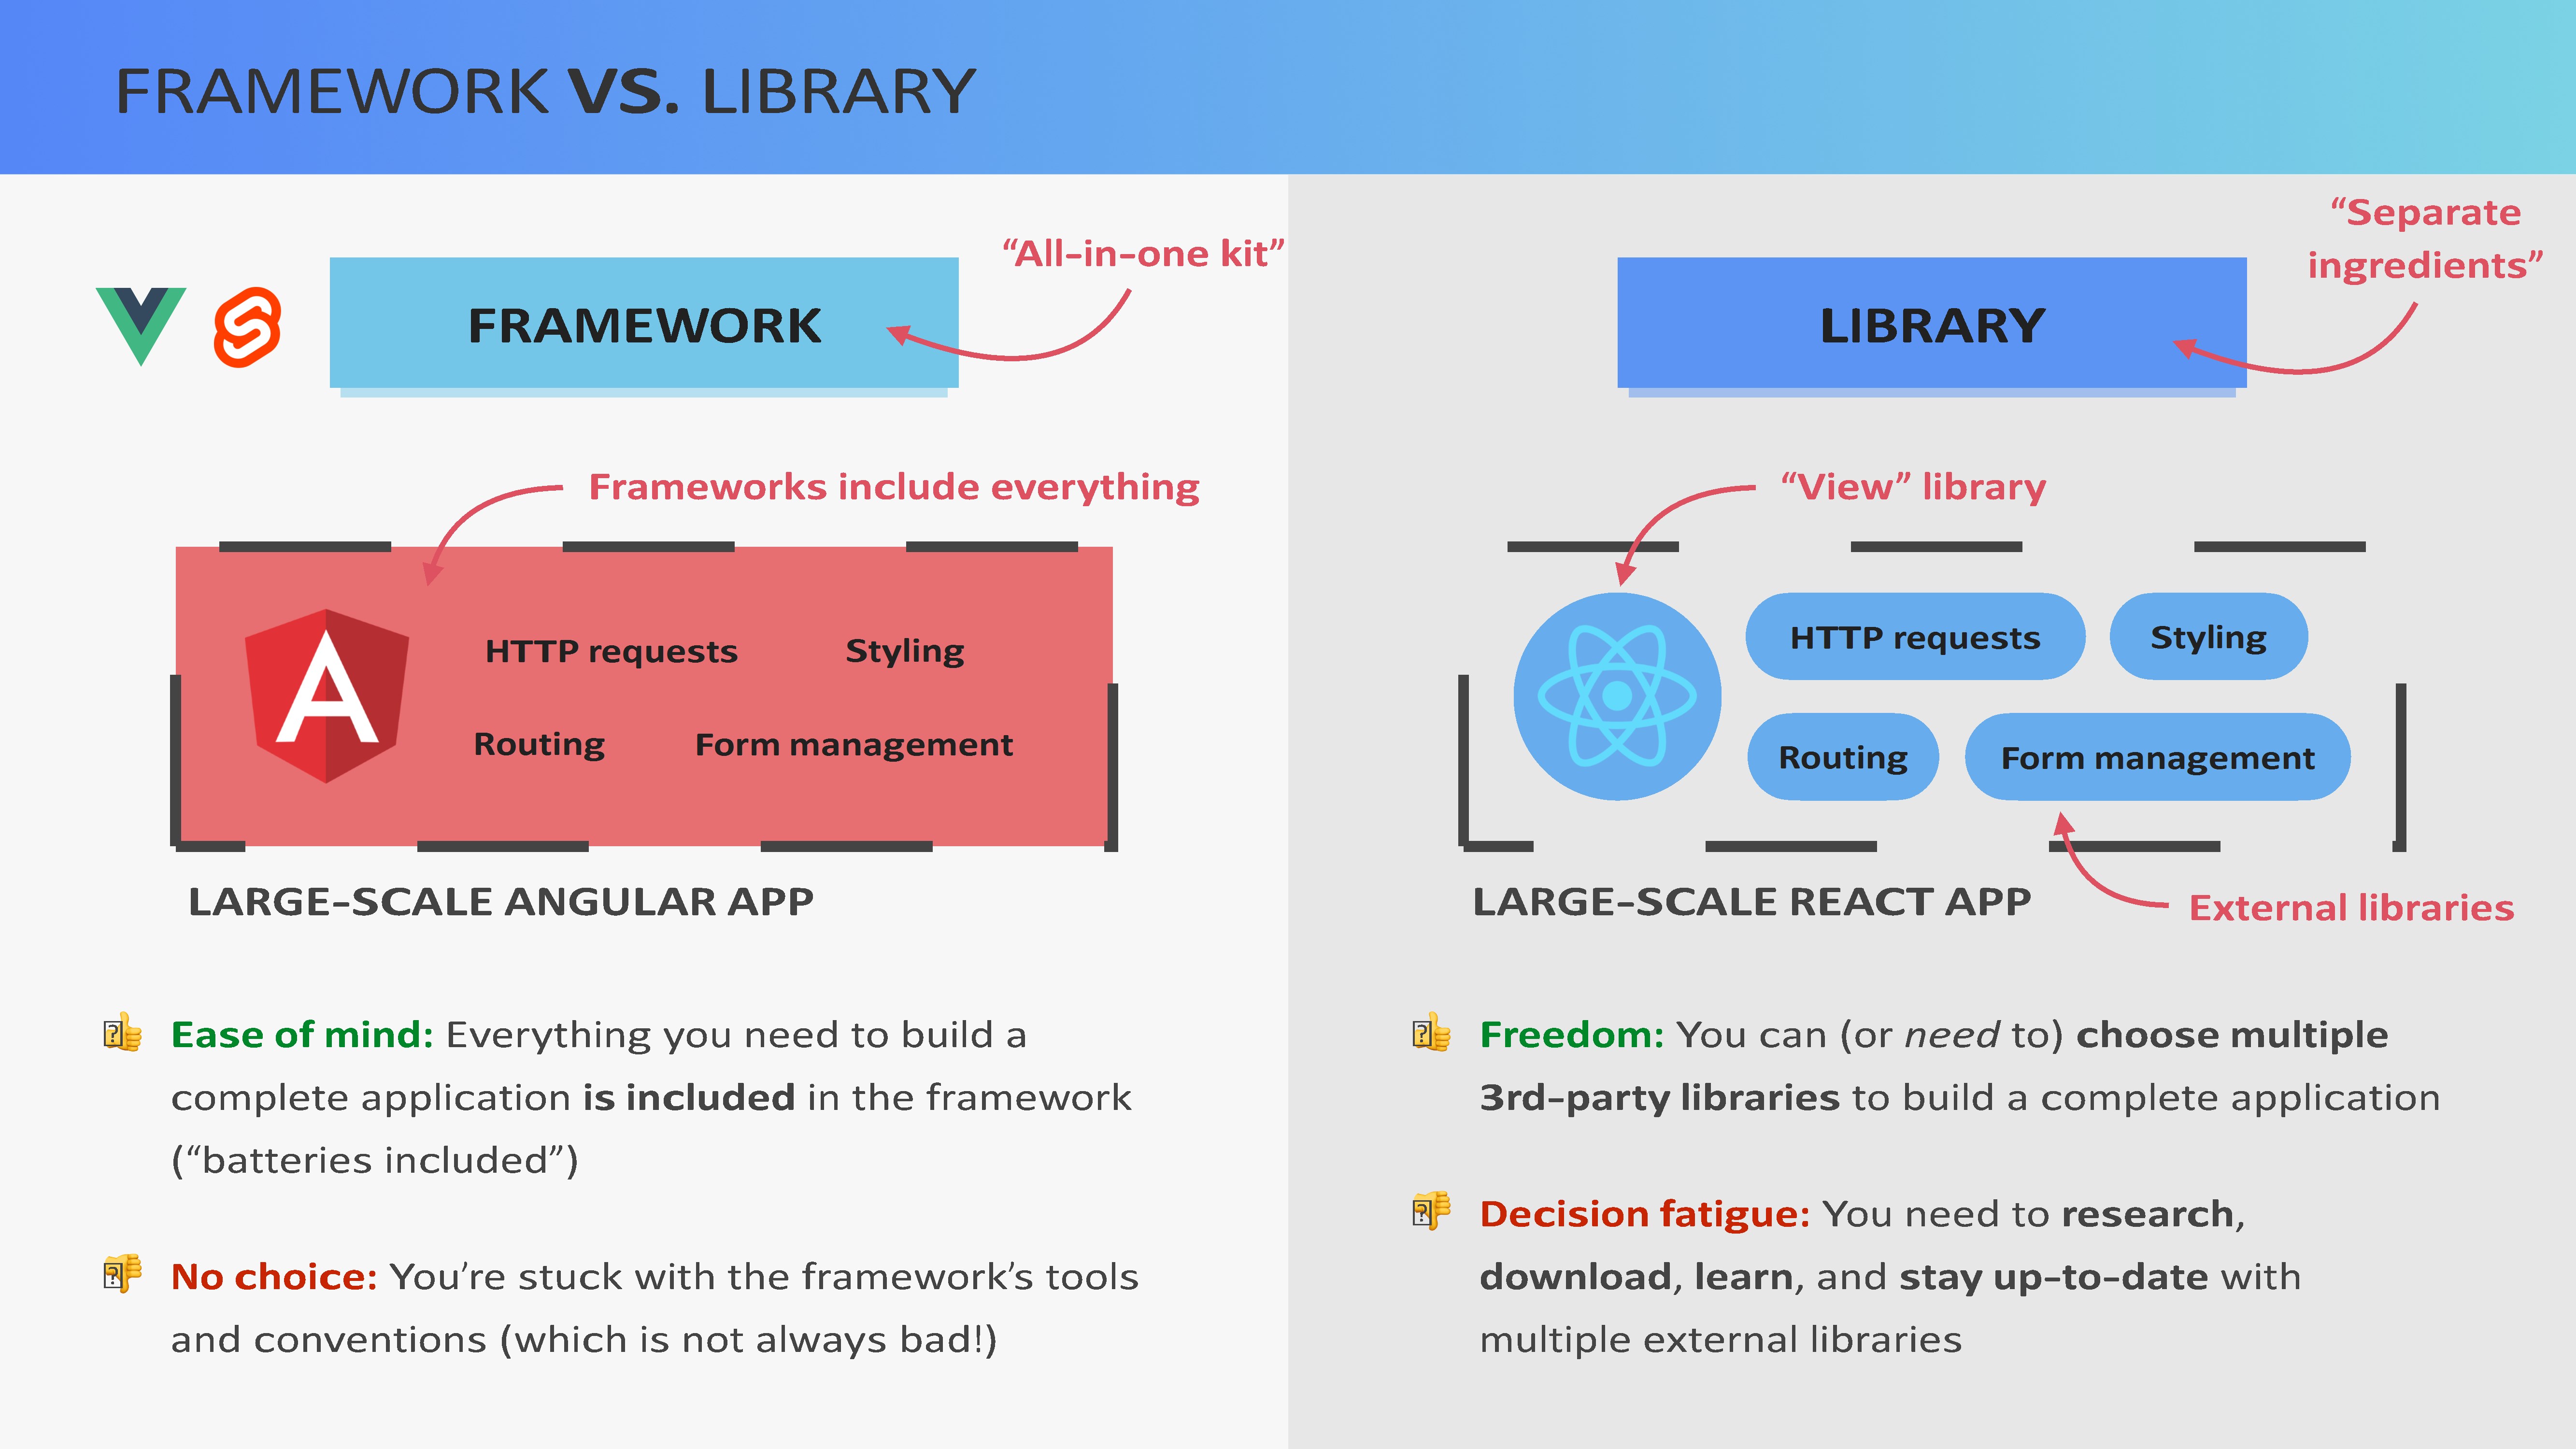 FRAMEWORK VS. LIBRARY
“All-in-one kit”
FRAMEWORK
Frameworks include everything
HTTP requests
Styling
Routing
Form management
LARGE-SCALE ANGULAR APP
Ease of mind: Everything you need to build a
complete application is included in the framework
(“batteries included”)
No choice: You’re stuck with the framework’s tools
and conventions (which is not always bad!)
“Separate
ingredients”
LIBRARY
“View” library
HTTP requests
Styling
Routing
Form management
LARGE-SCALE REACT APP
External libraries
Freedom: You can (or need to) choose multiple
3rd-party libraries to build a complete application
Decision fatigue: You need to research,
download, learn, and stay up-to-date with
multiple external libraries